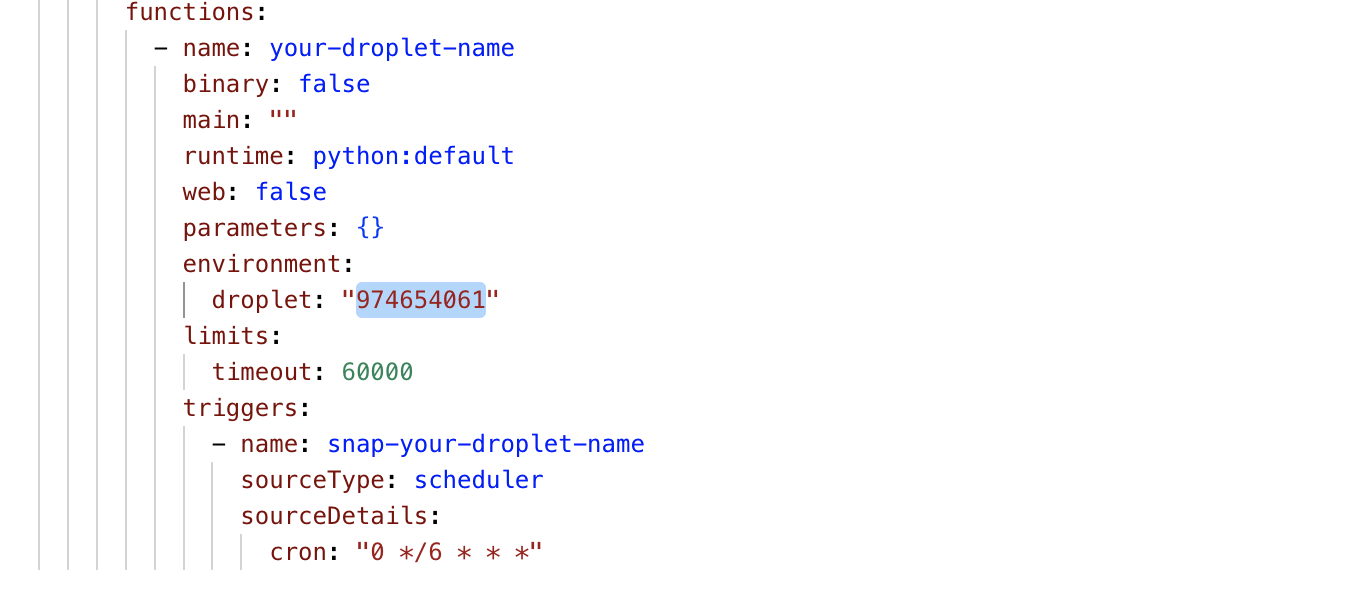 functions:
- name: your-droplet-name
binary: false
main: ""
runtime: python:default
web: false
parameters: {}
environment:
droplet: "974654061"
limits:
timeout: 60000
triggers:
- name: snap-your-droplet-name
sourceType: scheduler
sourceDetails:
cron: "0 */6 * * *"